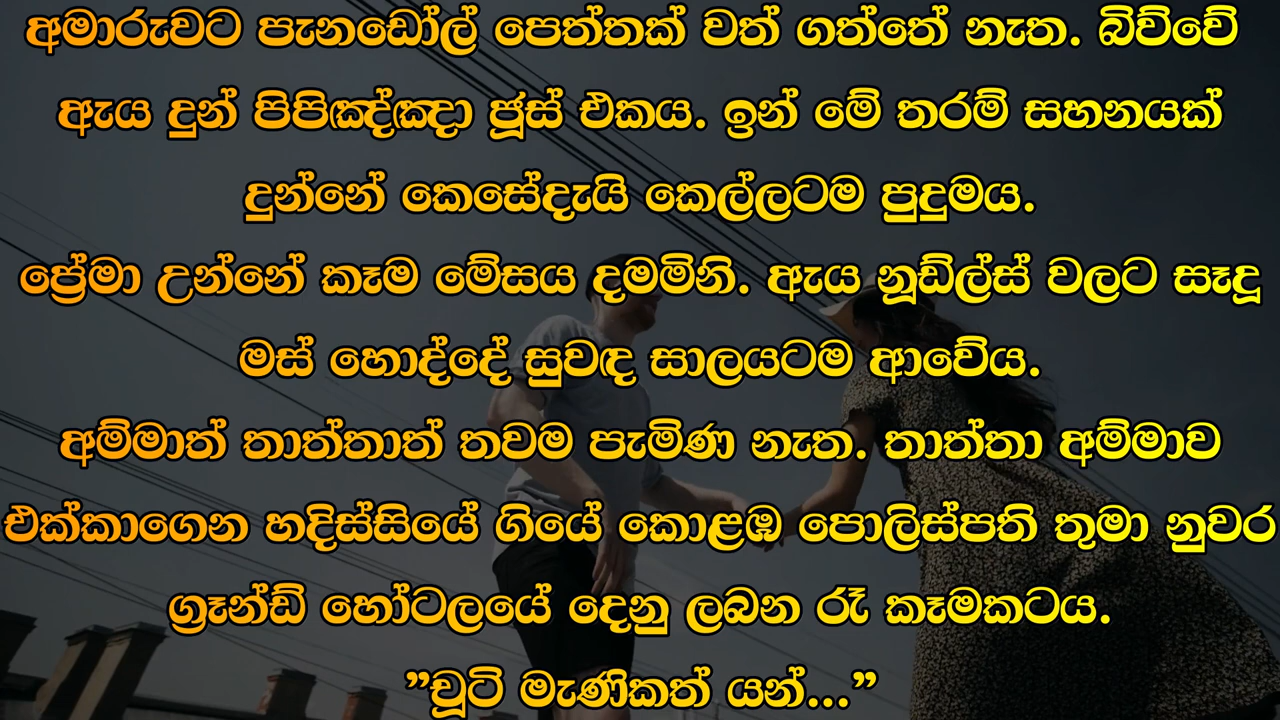 අමාරුවට පැනඩෝල් පෙත්තක් වත් ගත්තේ නැත. බිව්වේ
ඇය දුන් පිපිඤ්ඤා ජූස් එකය. ඉන් මේ තරම් සහනයක්
දුන්නේ කෙසේදැයි කෙල්ලටම පුදුමය.
ප්‍රේමා උන්නේ කෑම මේසය දමමිනි. ඇය නූඩ්ල්ස් වලට සෑදූ
මස් හොද්දේ සුවඳ සාලයටම ආවේය.
අම්මාත් තාත්තාත් තවම පැමිණ නැත. තාත්තා අම්මාව
එක්කාගෙන හදිස්සියේ ගියේ කොළඹ පොලිස්පති තුමා නුවර
ග්‍රෑන්ඩ් හෝටලයේ දෙනු ලබන රෑ කෑමකටය.
”චූටි මැණිකත් යන්...”